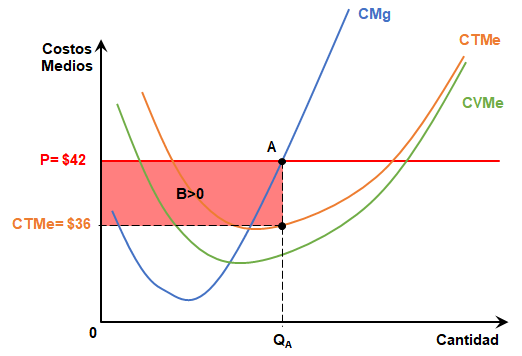 CMg
CTMe
Costos
Medios
CVMe
A
P= $42
B>0
CTMe= $36
0
QA
Cantidad